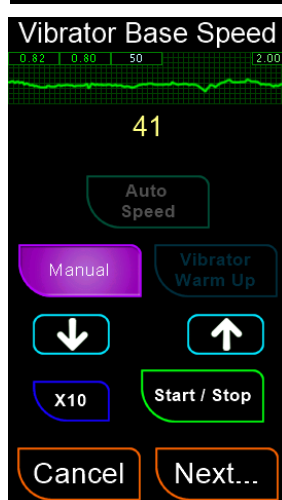 Vibrator Base Speed
0.82 0.80 50 2.00
41
Auto
Speed
Manual
Vibrator
Warm Up
X10
Start / Stop
Cancel
Next...